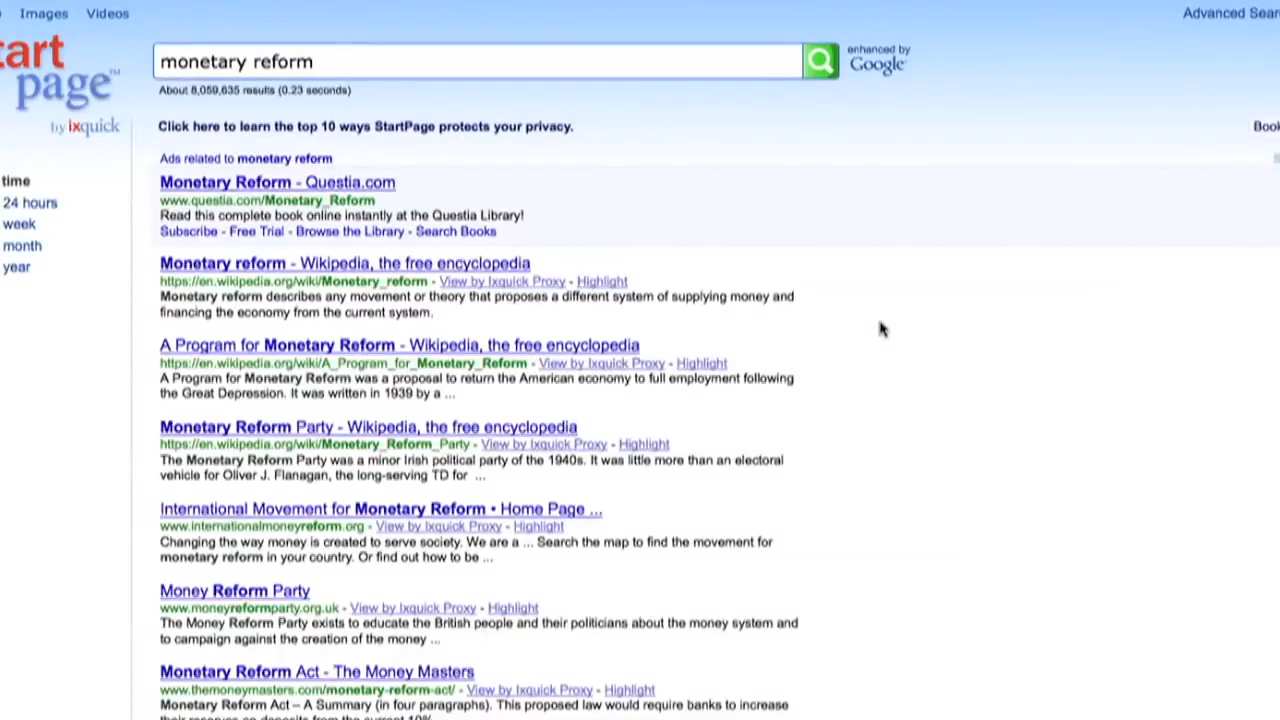 Images Videos Advanced Sear
tart
page™
by ixquick
monetary reform
enhanced by
Google
About 8,059,635 results (0.23 seconds)
Click here to learn the top 10 ways StartPage protects your privacy.
Book
Ads related to monetary reform
time
24 hours
week
month
year
Monetary Reform - Questia.com
www.questia.com/Monetary_Reform
Read this complete book online instantly at the Questia Library!
Subscribe - Free Trial - Browse the Library - Search Books
Monetary reform - Wikipedia, the free encyclopedia
https://en.wikipedia.org/wiki/Monetary_reform - View by Ixquick Proxy - Highlight
Monetary reform describes any movement or theory that proposes a different system of supplying money and
financing the economy from the current system.
A Program for Monetary Reform - Wikipedia, the free encyclopedia
https://en.wikipedia.org/wiki/A_Program_for_Monetary_Reform - View by Ixquick Proxy - Highlight
A Program for Monetary Reform was a proposal to return the American economy to full employment following
the Great Depression. It was written in 1939 by a ...
Monetary Reform Party - Wikipedia, the free encyclopedia
https://en.wikipedia.org/wiki/Monetary_Reform_Party - View by Ixquick Proxy - Highlight
The Monetary Reform Party was a minor Irish political party of the 1940s. It was little more than an electoral
vehicle for Oliver J. Flanagan, the long-serving TD for ...
International Movement for Monetary Reform • Home Page ...
www.internationalmoneyreform.org - View by Ixquick Proxy - Highlight
Changing the way money is created to serve society. We are a ... Search the map to find the movement for
monetary reform in your country. Or find out how to be ...
Money Reform Party
www.moneyreformparty.org.uk - View by Ixquick Proxy - Highlight
The Money Reform Party exists to educate the British people and their politicians about the money system and
to campaign against the creation of the money ...
Monetary Reform Act - The Money Masters
www.themoneymasters.com/monetary-reform-act/ - View by Ixquick Proxy - Highlight
Monetary Reform Act – A Summary (in four paragraphs). This proposed law would require banks to increase
their reserves on deposits from the current 10%